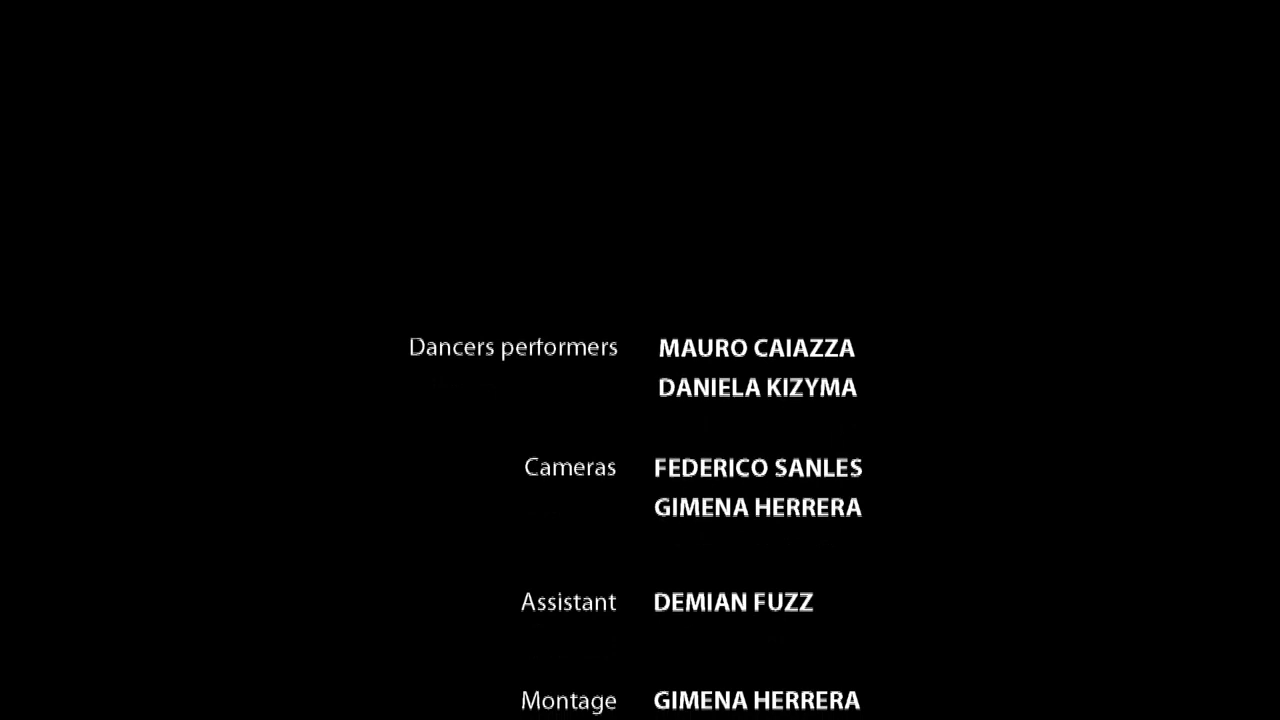 Dancers performers MAURO CAIAZZA
DANIELA KIZYMA
Cameras FEDERICO SANLES
GIMENA HERRERA
Assistant DEMIAN FUZZ
Montage GIMENA HERRERA